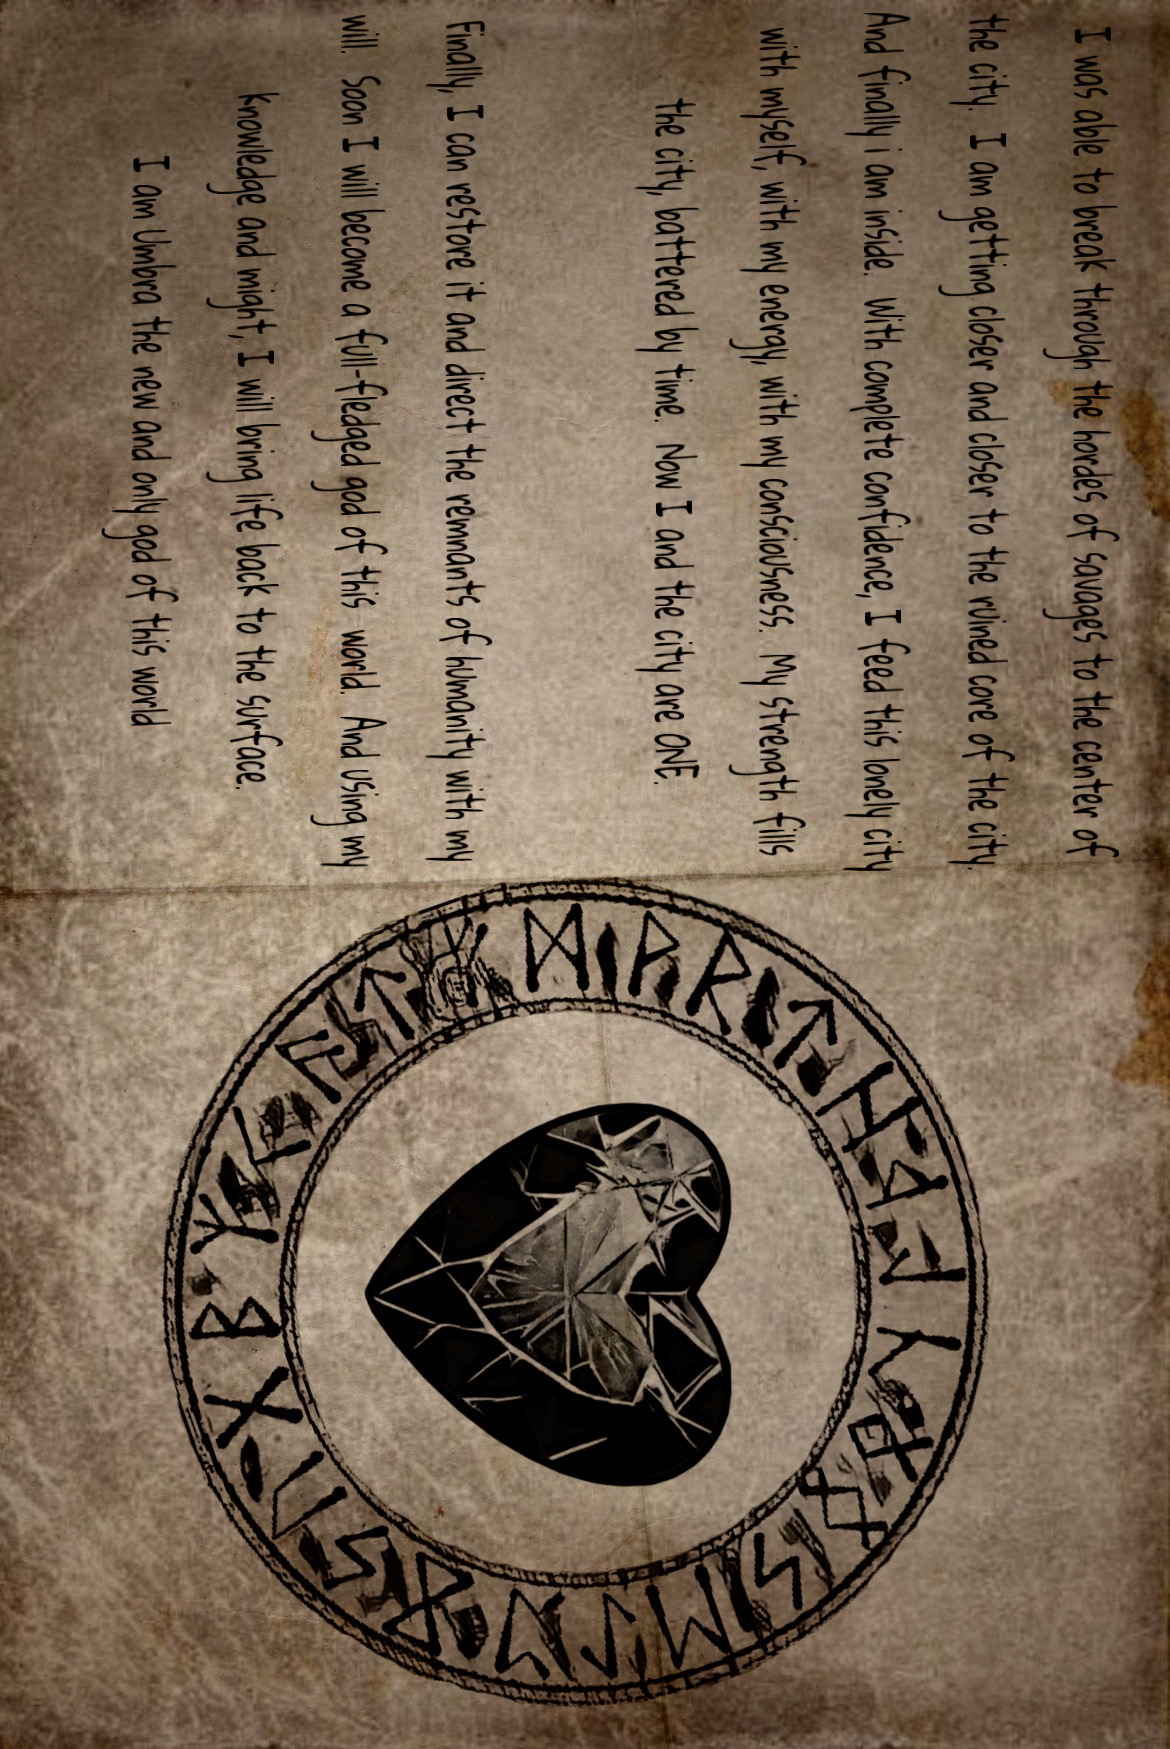 I was able to break through the hordes of savages to the center of
the city. I am getting closer and closer to the ruined core of the city.
And finally i am inside. With complete confidence, I feed this lonely city
with myself, with my energy, with my consciousness. My strength fills
the city, battered by time. Now I and the city are ONE.
Finally, I can restore it and direct the remnants of humanity with my
will. Soon I will become a full-fledged god of this world. And using my
knowledge and might, I will bring life back to the surface.
I am Umbra the new and only god of this world